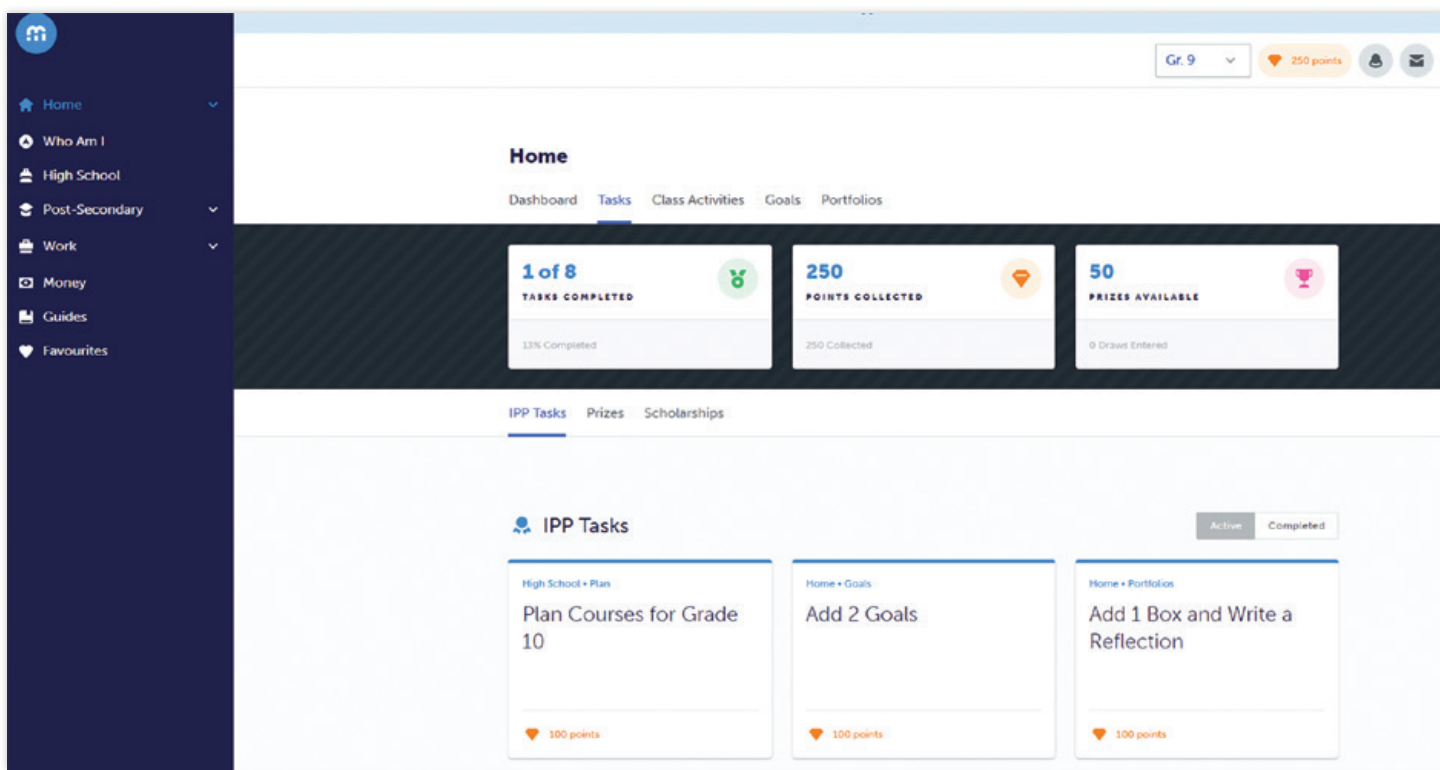 m
Gr. 9
250 points
Home
Who Am I
High School
Post-Secondary
Work
Money
Guides
Favourites
Home
Dashboard Tasks Class Activities Goals Portfolios
1 of 8
TASKS COMPLETED
13% Completed
250
POINTS COLLECTED
250 Collected
50
PRIZES AVAILABLE
0 Draws Entered
IPP Tasks Prizes Scholarships
IPP Tasks
Active Completed
High School • Plan
Plan Courses for Grade
10
100 points
Home • Goals
Add 2 Goals
100 points
Home • Portfolios
Add 1 Box and Write a
Reflection
100 points